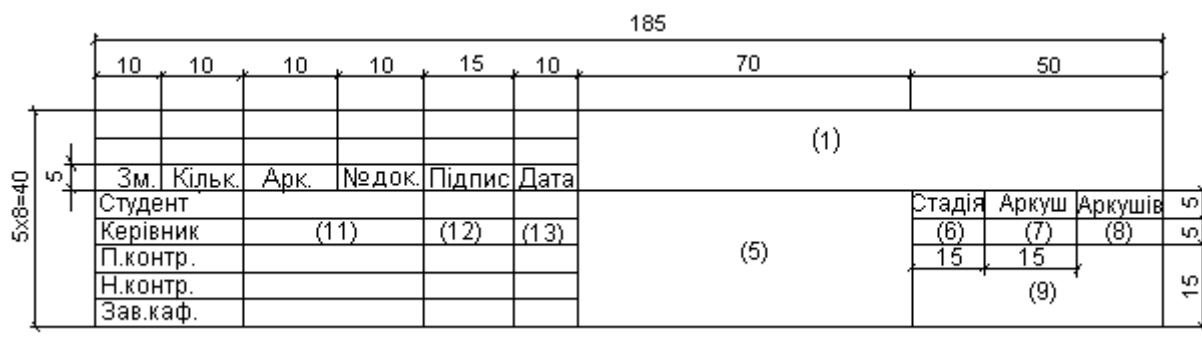 185
10 10 10 10 15 10 70 50
(1)
5x8=40
5
Зм. Кільк. Арк. №док. Підпис Дата
Студент Стадія Аркуш Аркушів 5
Керівник (11) (12) (13) (6) (7) (8) 5
П.контр. (5) 15 15
Н.контр. (9) 15
Зав.каф.